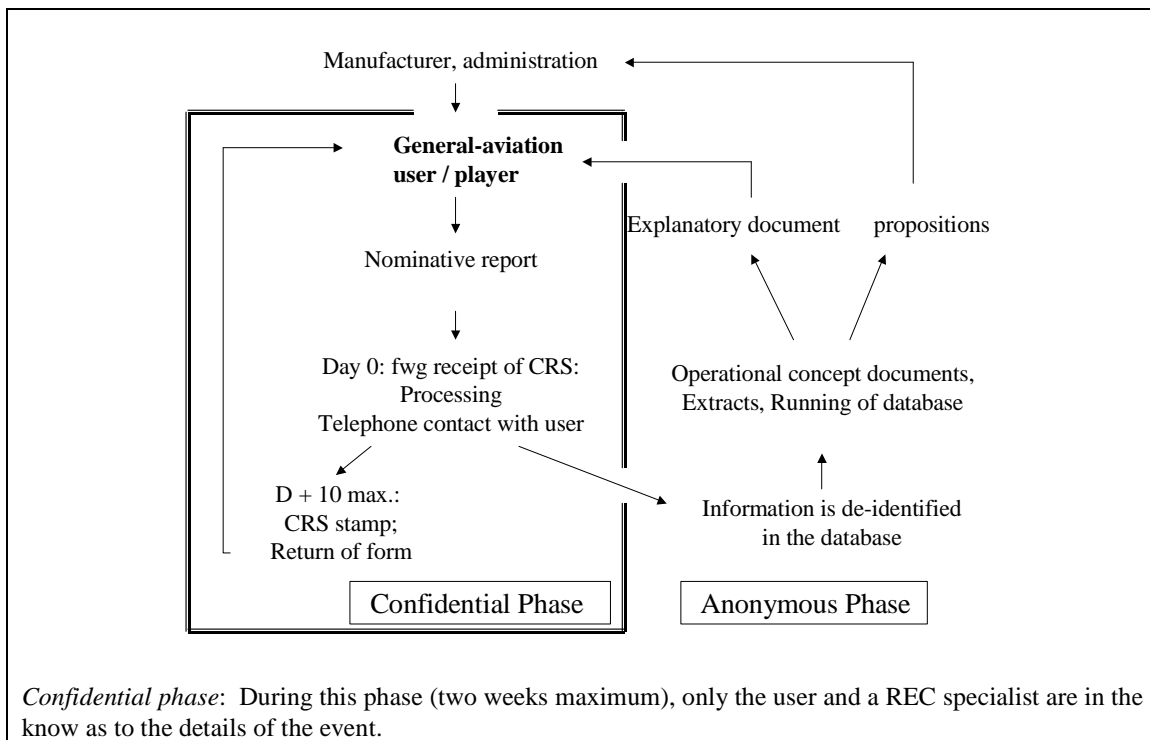 Manufacturer, administration
General-aviation
user / player
Explanatory document
propositions
Nominative report
Day 0: fwg receipt of CRS:
Processing
Telephone contact with user
Operational concept documents,
Extracts, Running of database
D + 10 max.:
CRS stamp;
Return of form
Information is de-identified
in the database
Confidential Phase
Anonymous Phase
Confidential phase: During this phase (two weeks maximum), only the user and a REC specialist are in the
know as to the details of the event.